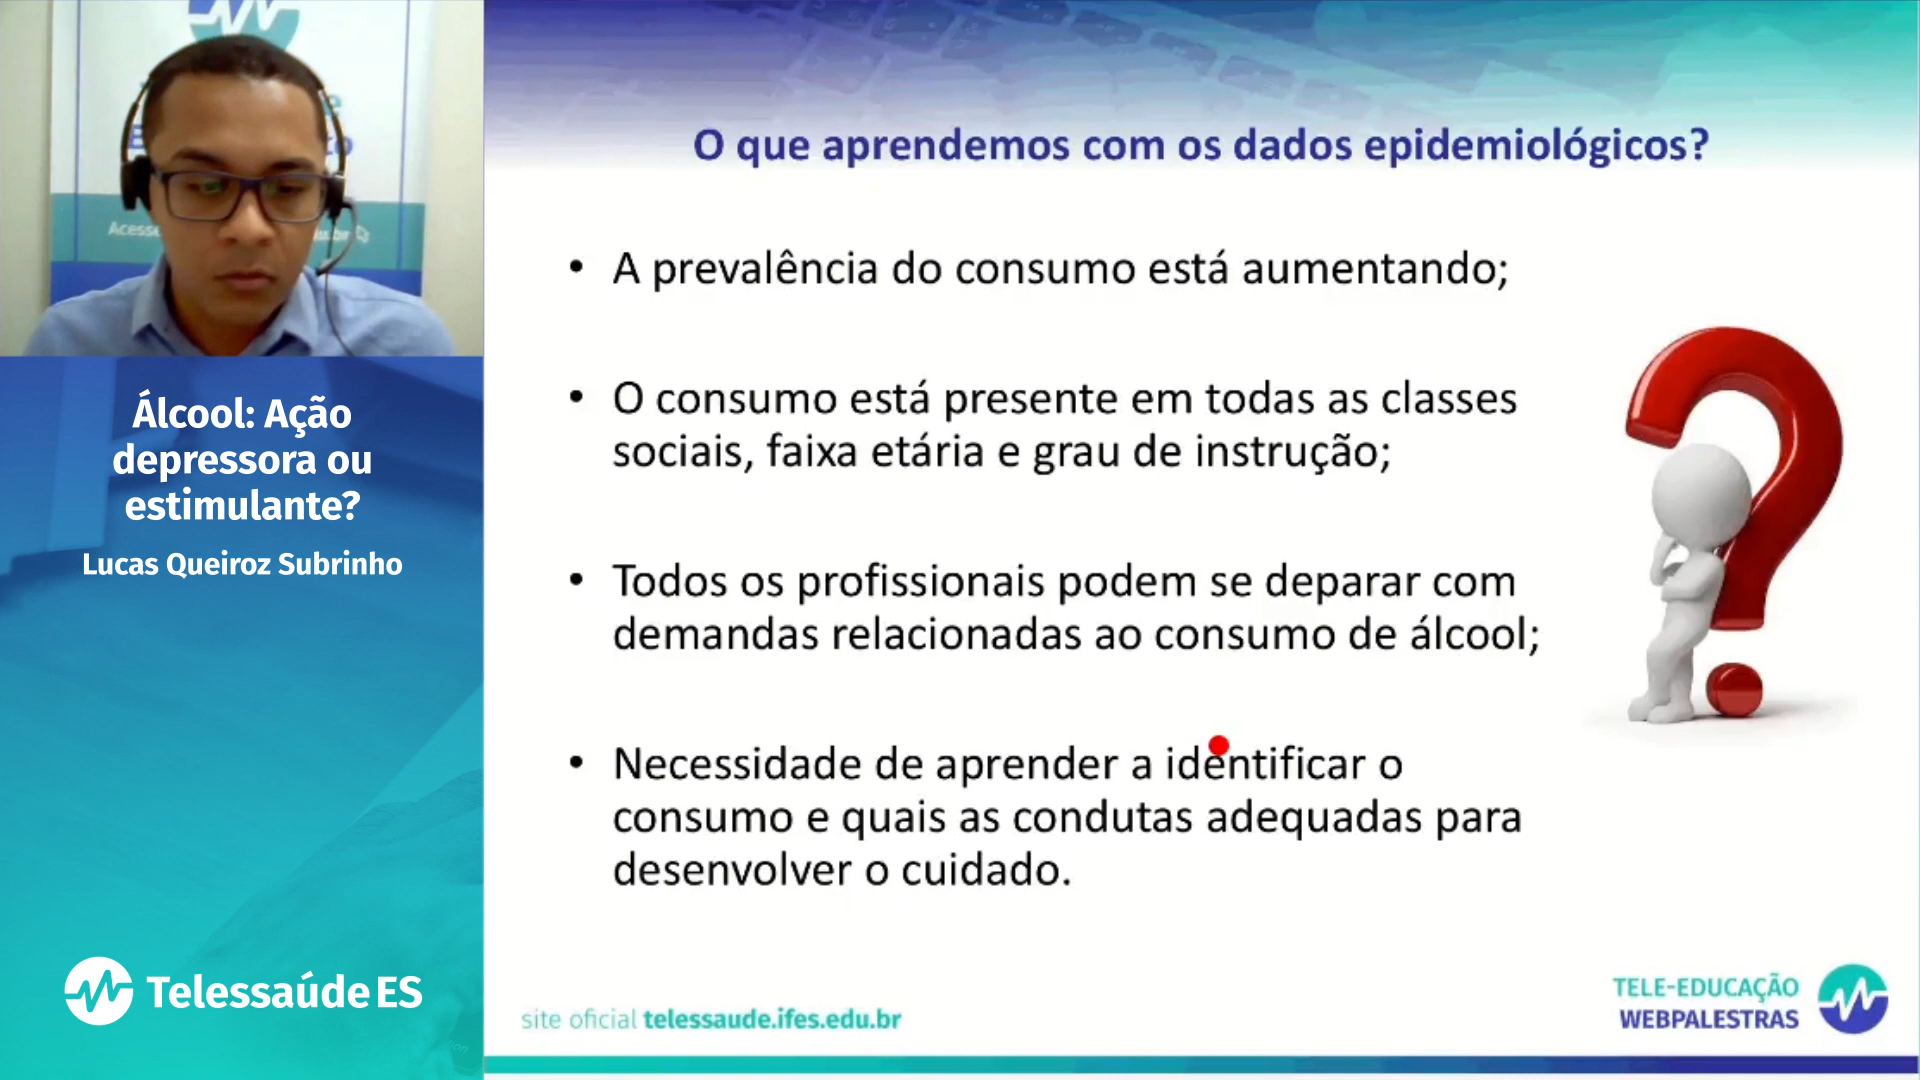 Acesse
Álcool: Ação
depressora ou
estimulante?
Lucas Queiroz Subrinho
TelessaúdeES
O que aprendemos com os dados epidemiológicos?
• A prevalência do consumo está aumentando;
• O consumo está presente em todas as classes
sociais, faixa etária e grau de instrução;
• Todos os profissionais podem se deparar com
demandas relacionadas ao consumo de álcool;
• Necessidade de aprender a identificar o
consumo e quais as condutas adequadas para
desenvolver o cuidado.
site oficial telessaude.ifes.edu.br
TELE-EDUCAÇÃO
WEBPALESTRAS